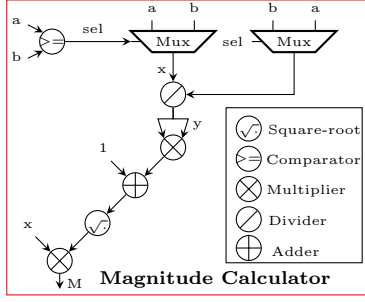 a b b a
a sel Mux sel Mux
>=
b
x
y
1
√.
x
M
√. Square-root
>= Comparator
Multiplier
Divider
Adder
Magnitude Calculator